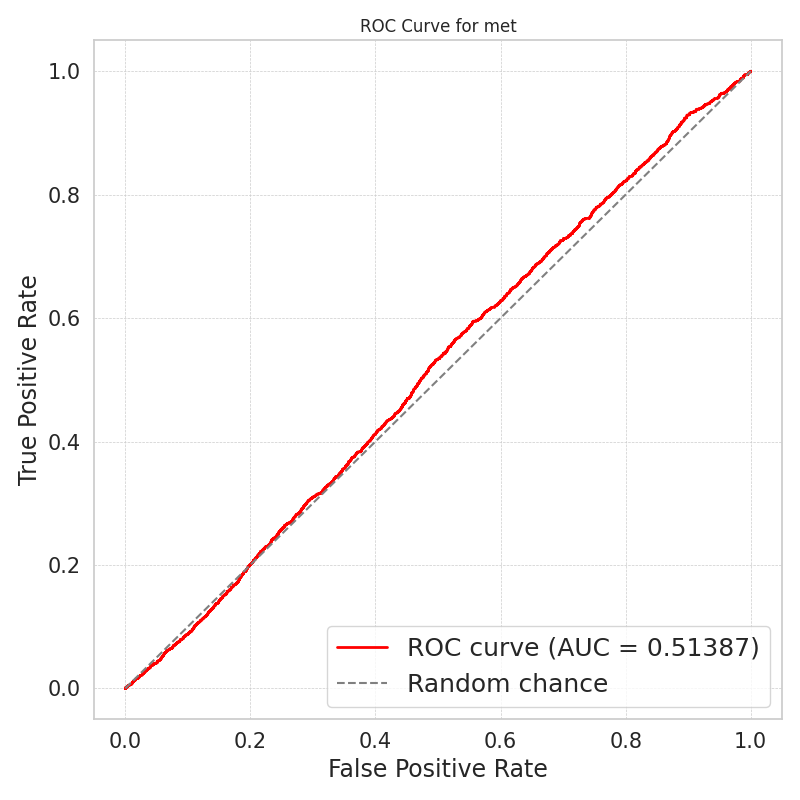 ROC Curve for met
True Positive Rate
1.0
0.8
0.6
0.4
0.2
0.0
ROC curve (AUC = 0.51387)
Random chance
0.0 0.2 0.4 0.6 0.8 1.0
False Positive Rate